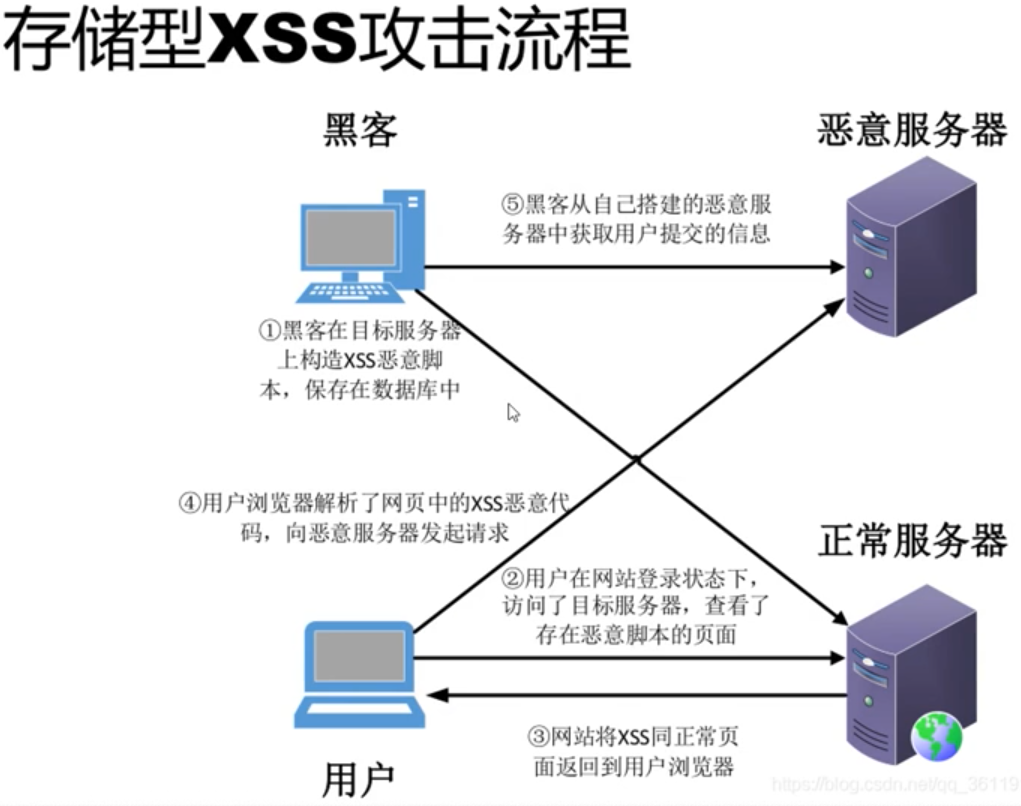 存储型XSS攻击流程
黑客
恶意服务器
⑤黑客从自己搭建的恶意服
务器中获取用户提交的信息
①黑客在目标服务器
上构造XSS恶意脚
本，保存在数据库中
④用户浏览器解析了网页中的XSS恶意代
码，向恶意服务器发起请求
正常服务器
②用户在网站登录状态下，
访问了目标服务器，查看了
存在恶意脚本的页面
③网站将XSS同正常页
面返回到用户浏览器
用户
https://blog.csdn.net/qq_36119